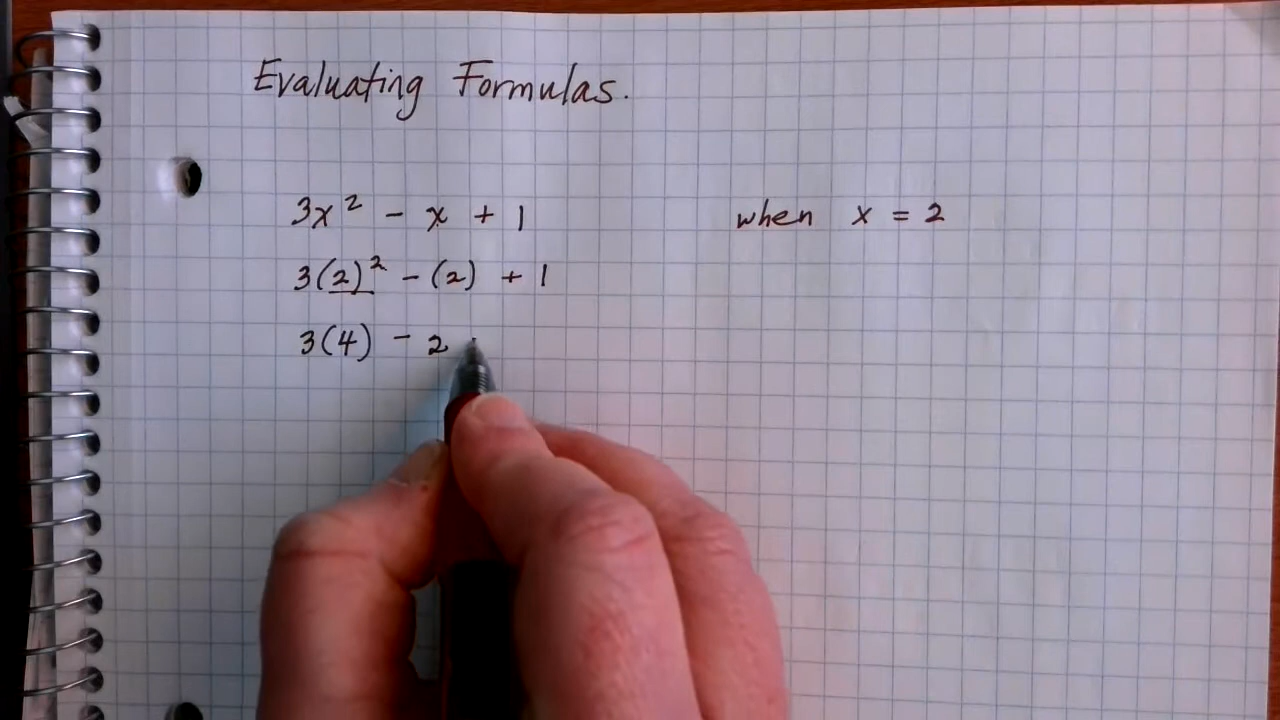 Evaluating Formulas.
3x² - x + 1 when x = 2
3(2)² - (2) + 1
3(4) - 2